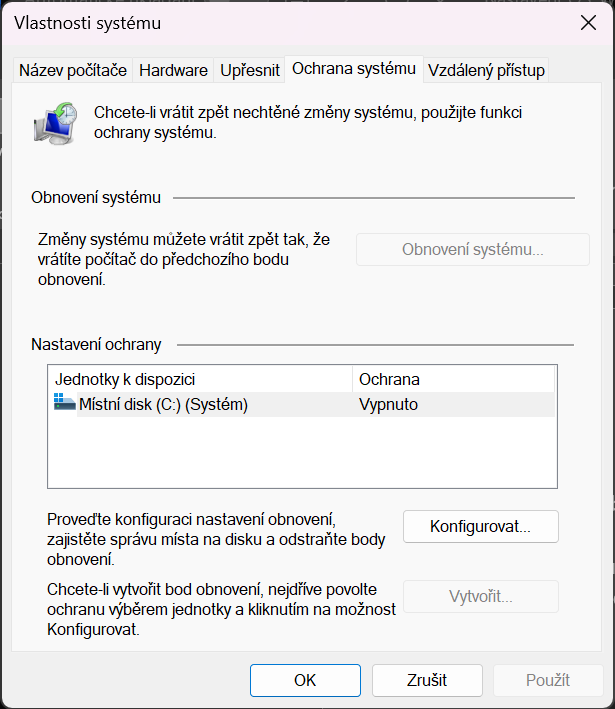 Vlastnosti systému
Název počítače
Hardware
Upřesnit
Ochrana systému
Vzdálený přístup
Chcete-li vrátit zpět nechtěné změny systému, použijte funkci
ochrany systému.
Obnovení systému
Změny systému můžete vrátit zpět tak, že
vrátíte počítač do předchozího bodu
obnovení.
Obnovení systému...
Nastavení ochrany
Jednotky k dispozici
Ochrana
Místní disk (C:) (Systém)
Vypnuto
Proveďte konfiguraci nastavení obnovení,
zajistěte správu místa na disku a odstraňte body
obnovení.
Konfigurovat...
Chcete-li vytvořit bod obnovení, nejdříve povolte
ochranu výběrem jednotky a kliknutím na možnost
Konfigurovat.
Vytvořit...
OK
Zrušit
Použít